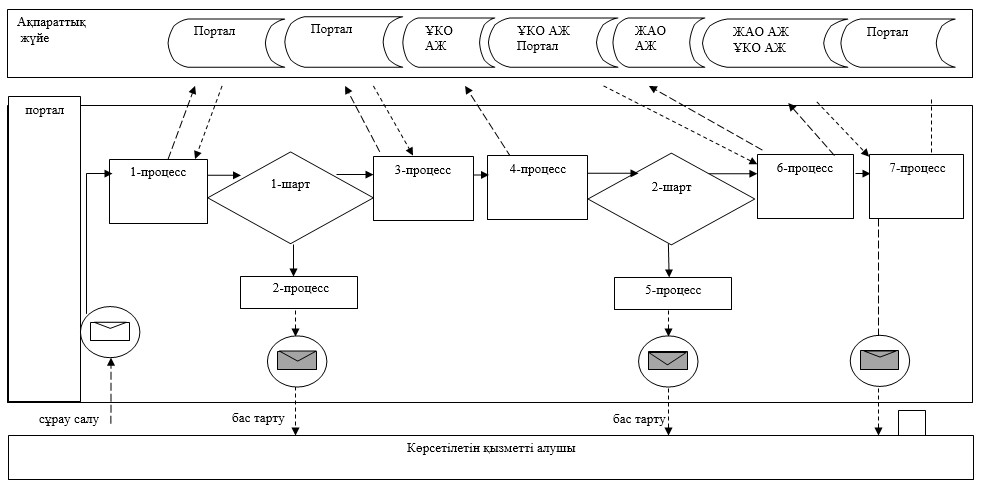 Ақпараттық
жүйе
Портал
Портал
ҰКО
АЖ
ҰКО АЖ
Портал
ЖАО
АЖ
ЖАО АЖ
ҰКО АЖ
Портал
портал
1-процесс
1-шарт
3-процесс
4-процесс
2-шарт
6-процесс
7-процесс
2-процесс
5-процесс
сұрау салу
бас тарту
бас тарту
Көрсетілетін қызметті алушы